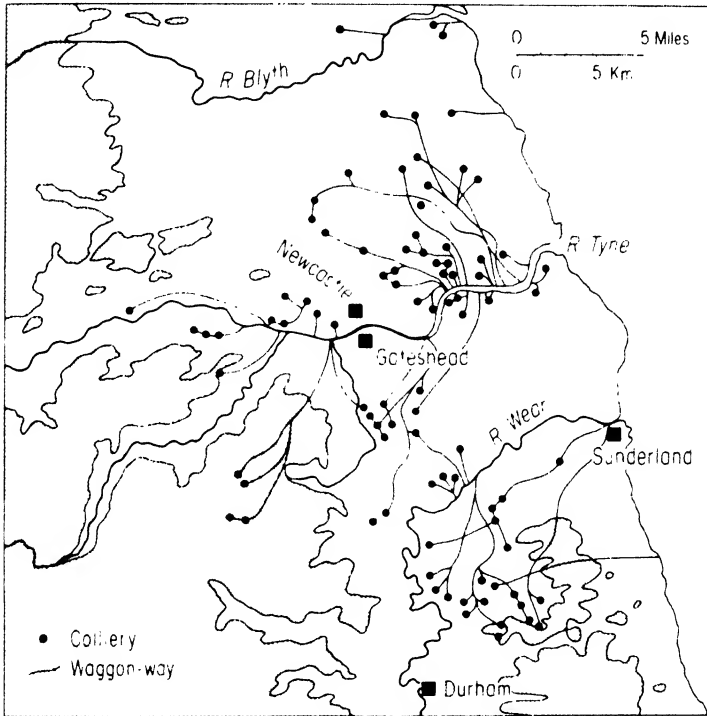 0 5 Miles
0 5 Km
R Blyth
R Tyne
Newcastle
Gateshead
R Wear
Sunderland
Colliery
Waggon-way
Durham